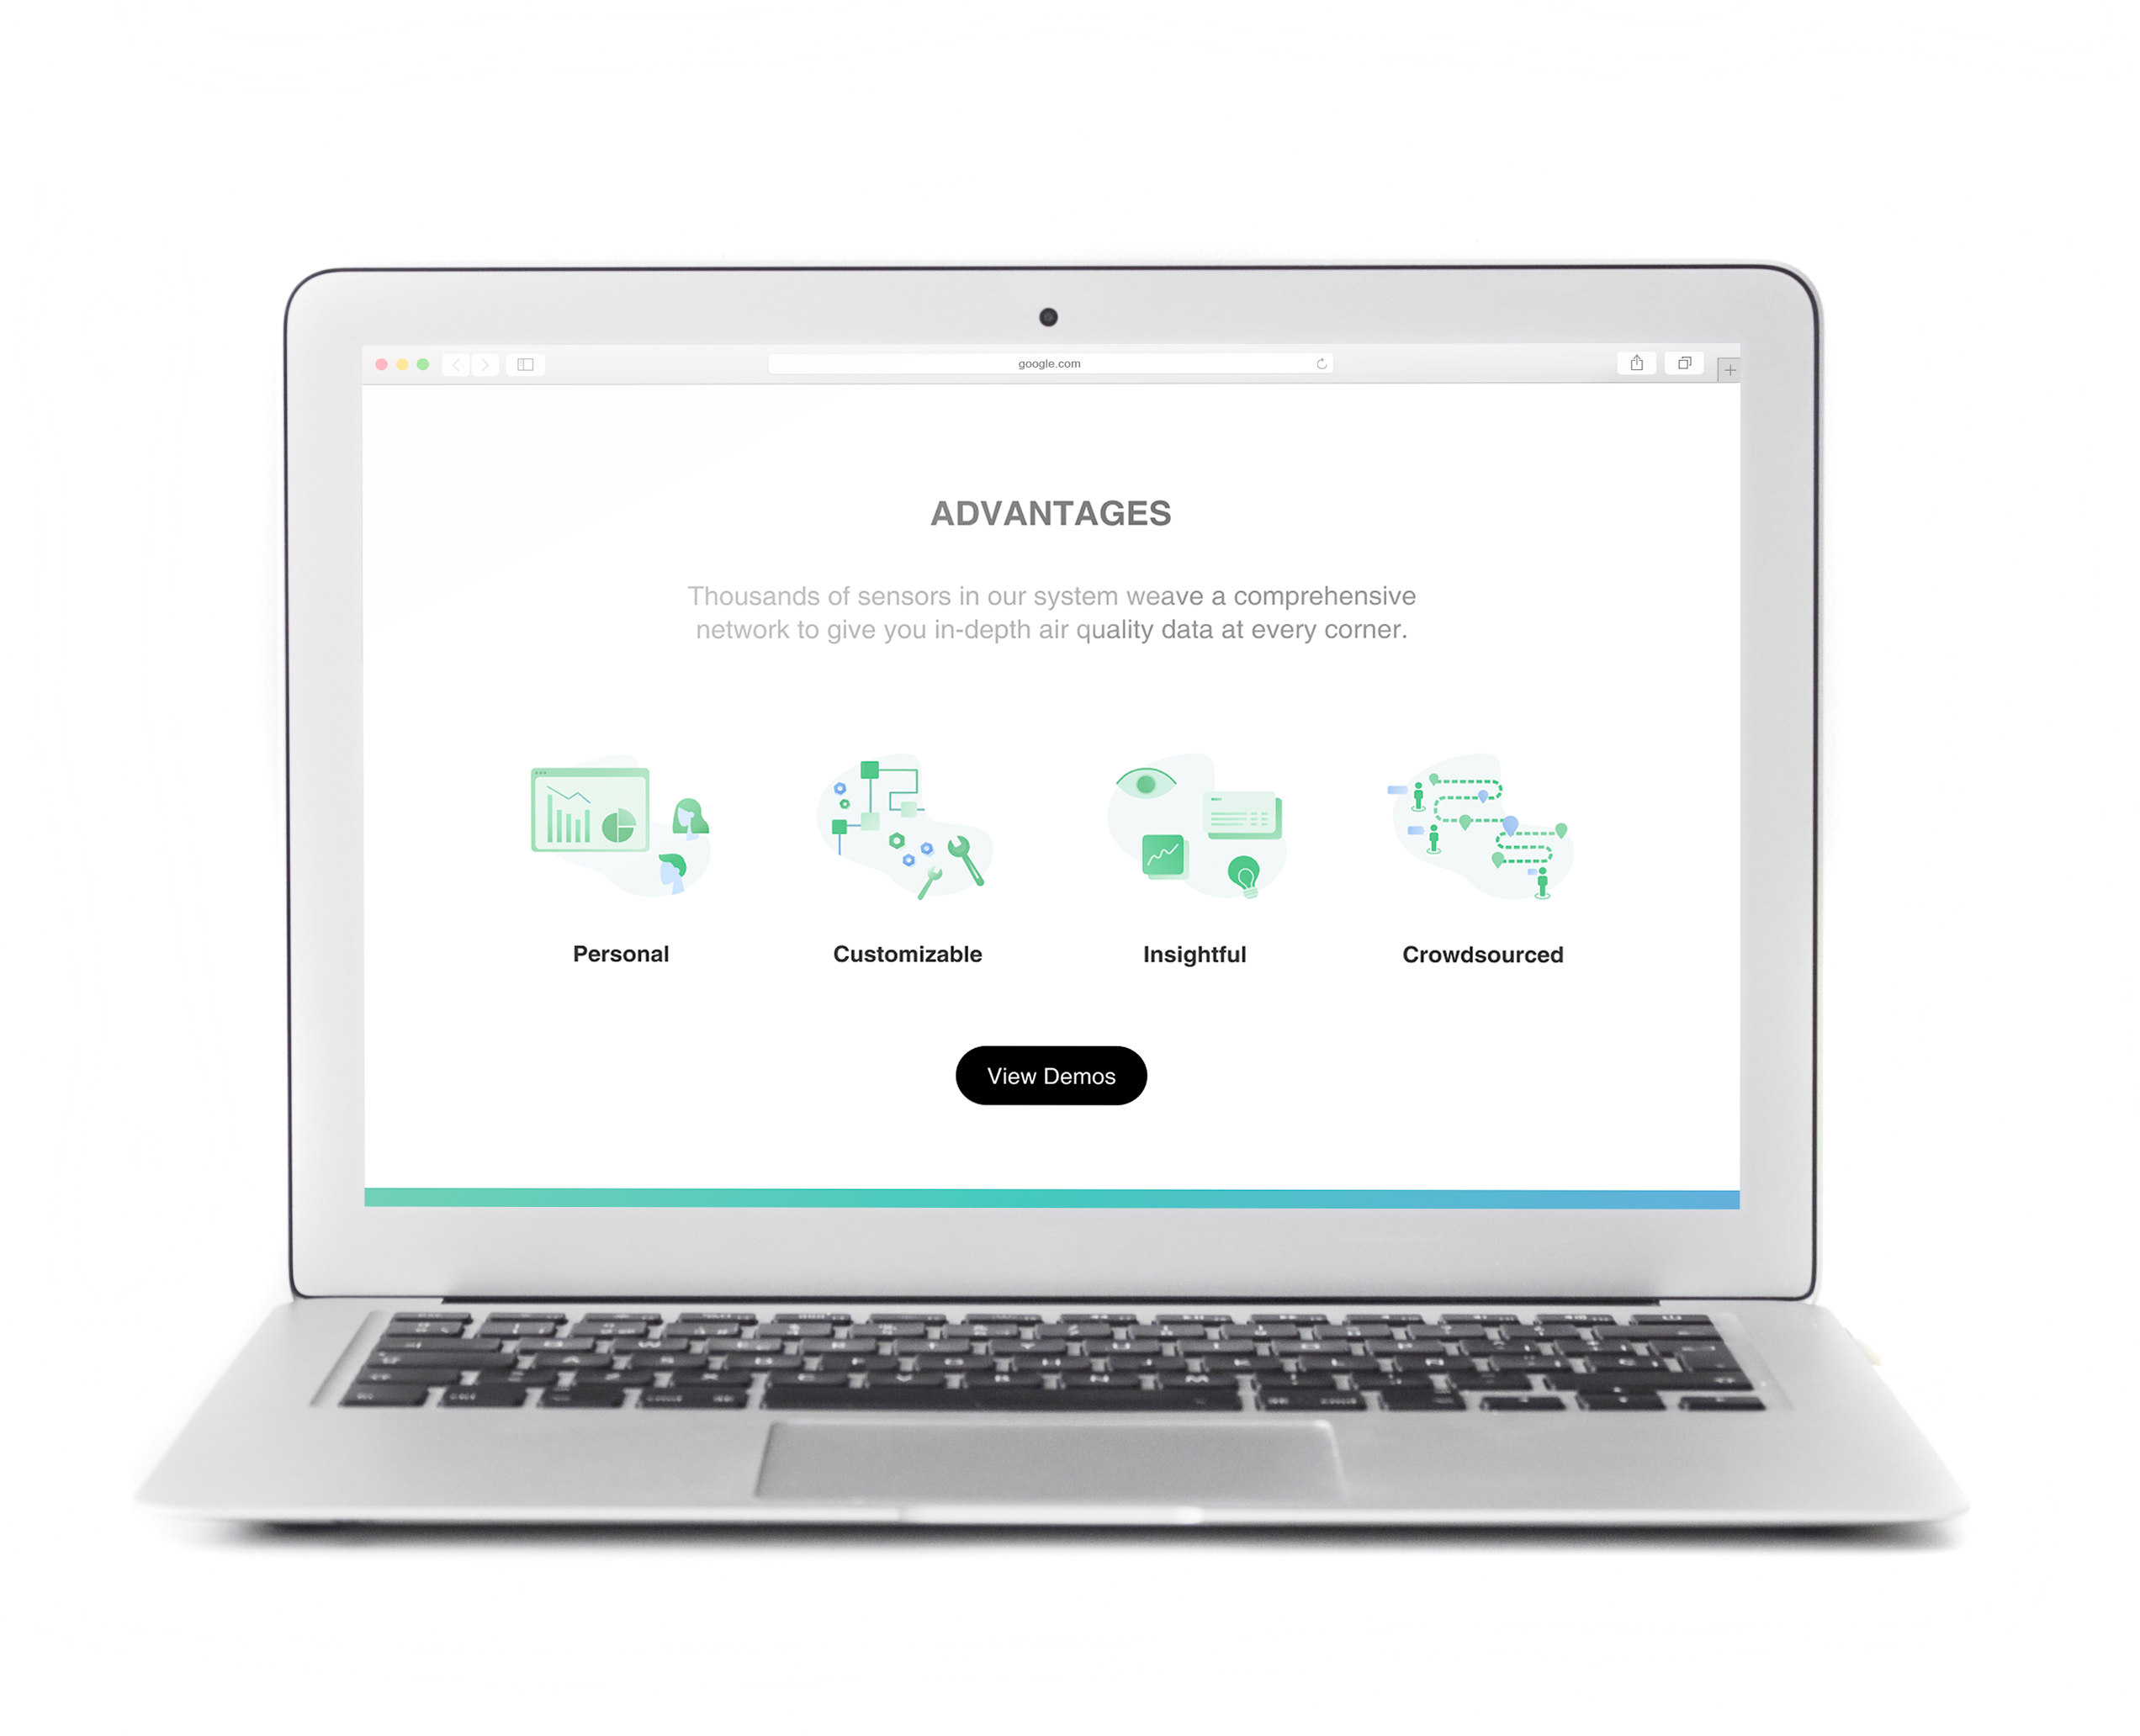 google.com
ADVANTAGES
Thousands of sensors in our system weave a comprehensive
network to give you in-depth air quality data at every corner.
Personal
Customizable
Insightful
Crowdsourced
View Demos